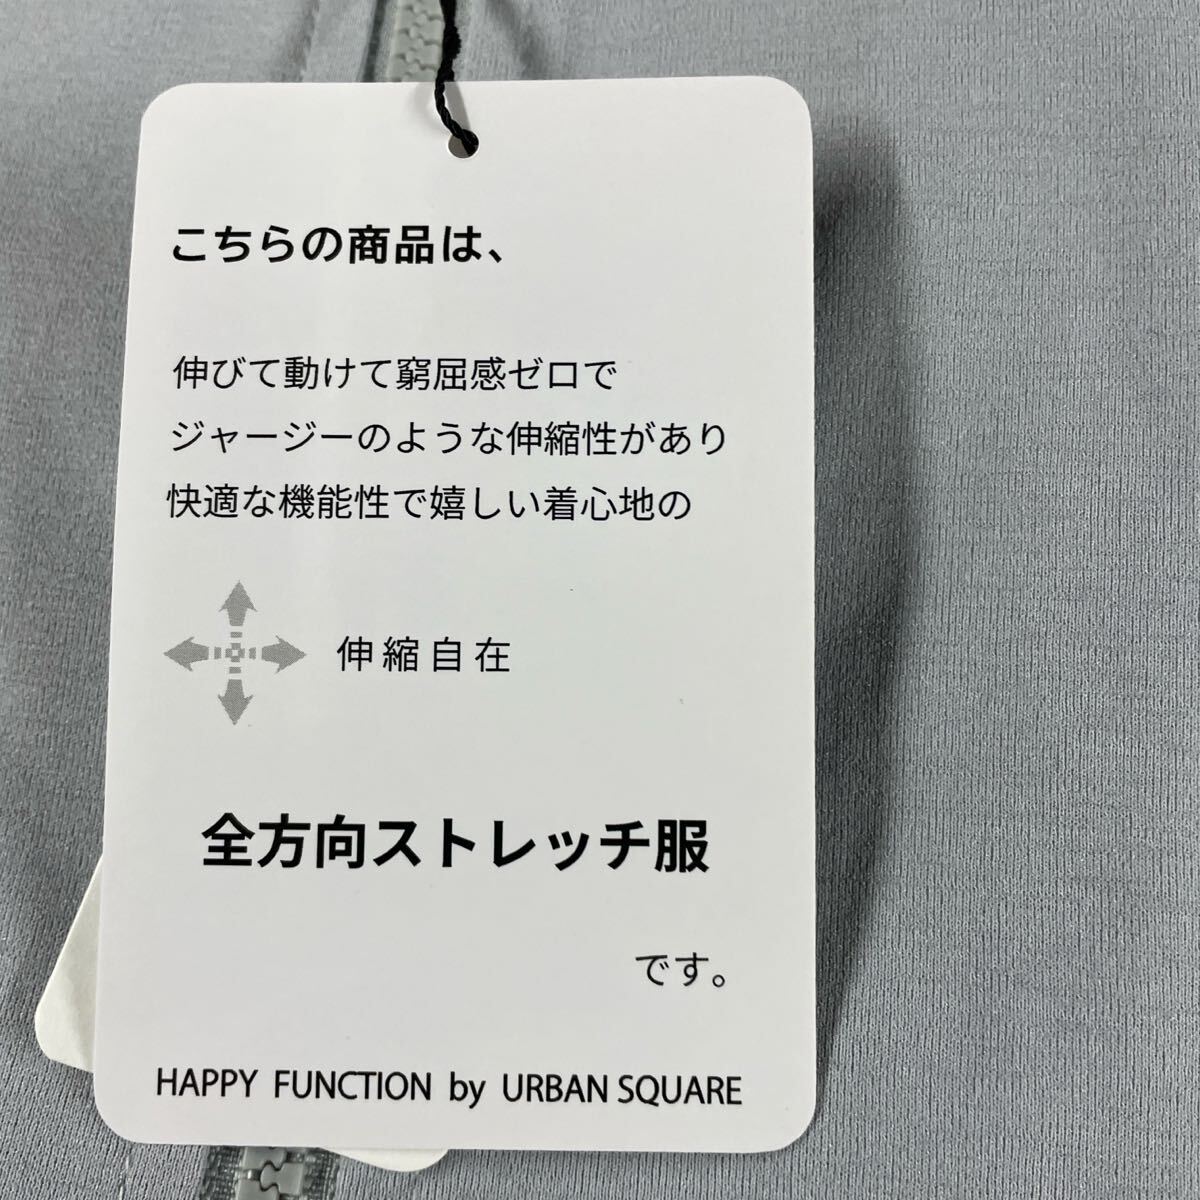 こちらの商品は、
伸びて動けて窮屈感ゼロで
ジャージーのような伸縮性があり
快適な機能性で嬉しい着心地の
伸縮自在
全方向ストレッチ服
です。
HAPPY FUNCTION by URBAN SQUARE